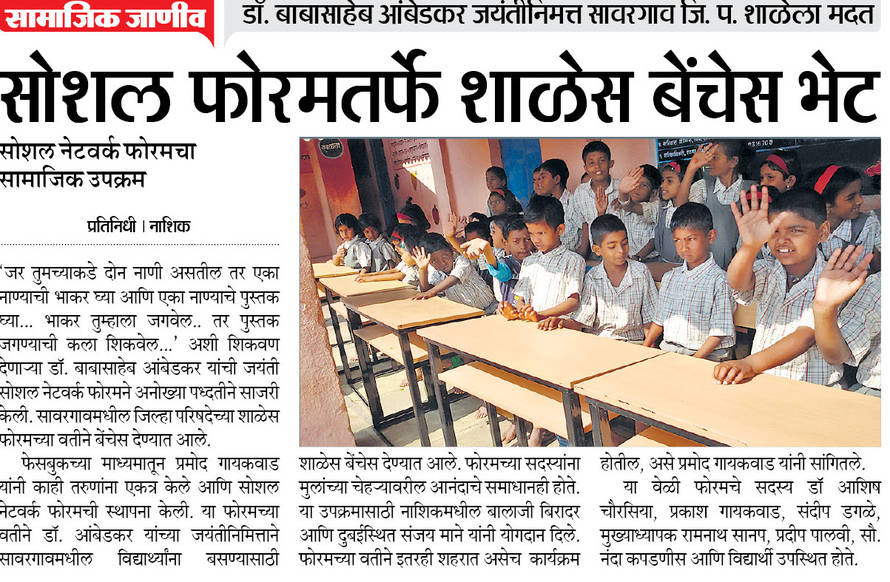 सामाजिक जाणीव
डॉ. बाबासाहेब आंबेडकर जयंतीनिमत्त सावरगाव जि. प. शाळेला मदत
सोशल फोरमतर्फे शाळेस बेंचेस भेट
सोशल नेटवर्क फोरमचा
सामाजिक उपक्रम
प्रतिनिधी | नाशिक
‘जर तुमच्याकडे दोन नाणी असतील तर एका
नाण्याची भाकर घ्या आणि एका नाण्याचे पुस्तक
घ्या... भाकर तुम्हाला जगवेल.. तर पुस्तक
जगण्याची कला शिकवेल...’ अशी शिकवण
देणाऱ्या डॉ. बाबासाहेब आंबेडकर यांची जयंती
सोशल नेटवर्क फोरमने अनोख्या पध्दतीने साजरी
केली. सावरगावमधील जिल्हा परिषदेच्या शाळेस
फोरमच्या वतीने बेंचेस देण्यात आले.
फेसबुकच्या माध्यमातून प्रमोद गायकवाड
यांनी काही तरुणांना एकत्र केले आणि सोशल
नेटवर्क फोरमची स्थापना केली. या फोरमच्या
वतीने डॉ. आंबेडकर यांच्या जयंतीनिमित्ताने
सावरगावमधील विद्यार्थ्यांना बसण्यासाठी
शाळेस बेंचेस देण्यात आले. फोरमच्या सदस्यांना
मुलांच्या चेहऱ्यावरील आनंदाचे समाधानही होते.
या उपक्रमासाठी नाशिकमधील बालाजी बिरादर
आणि दुबईस्थित संजय माने यांनी योगदान दिले.
फोरमच्या वतीने इतरही शहरात असेच कार्यक्रम
होतील, असे प्रमोद गायकवाड यांनी सांगितले.
या वेळी फोरमचे सदस्य डॉ आशिष
चौरसिया, प्रकाश गायकवाड, संदीप डगळे,
मुख्याध्यापक रामनाथ सानप, प्रदीप पालवी, सौ.
नंदा कपडणीस आणि विद्यार्थी उपस्थित होते.